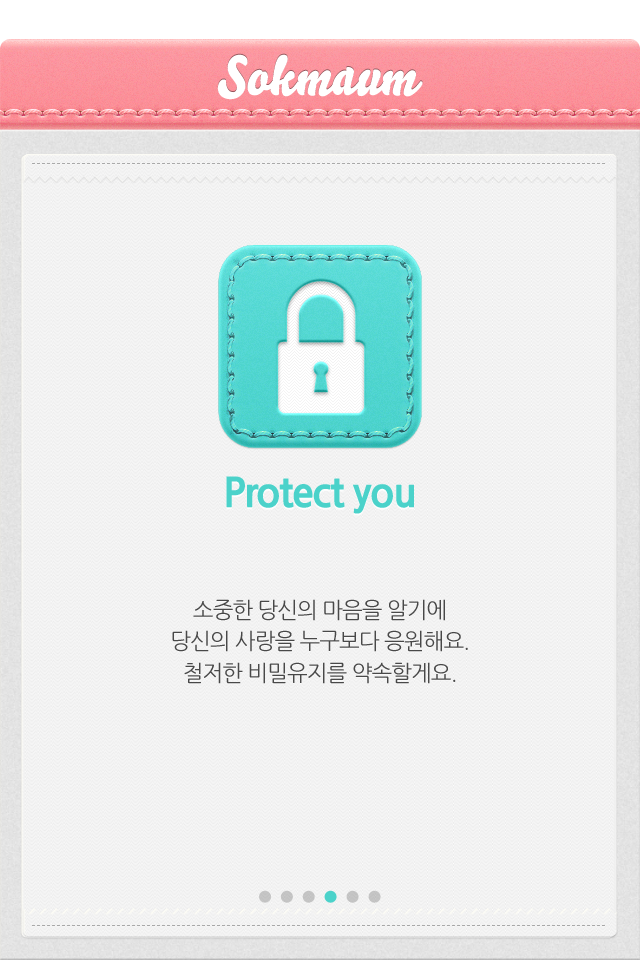 Sokmaum
Protect you
소중한 당신의 마음을 알기에
당신의 사랑을 누구보다 응원해요.
철저한 비밀유지를 약속할게요.